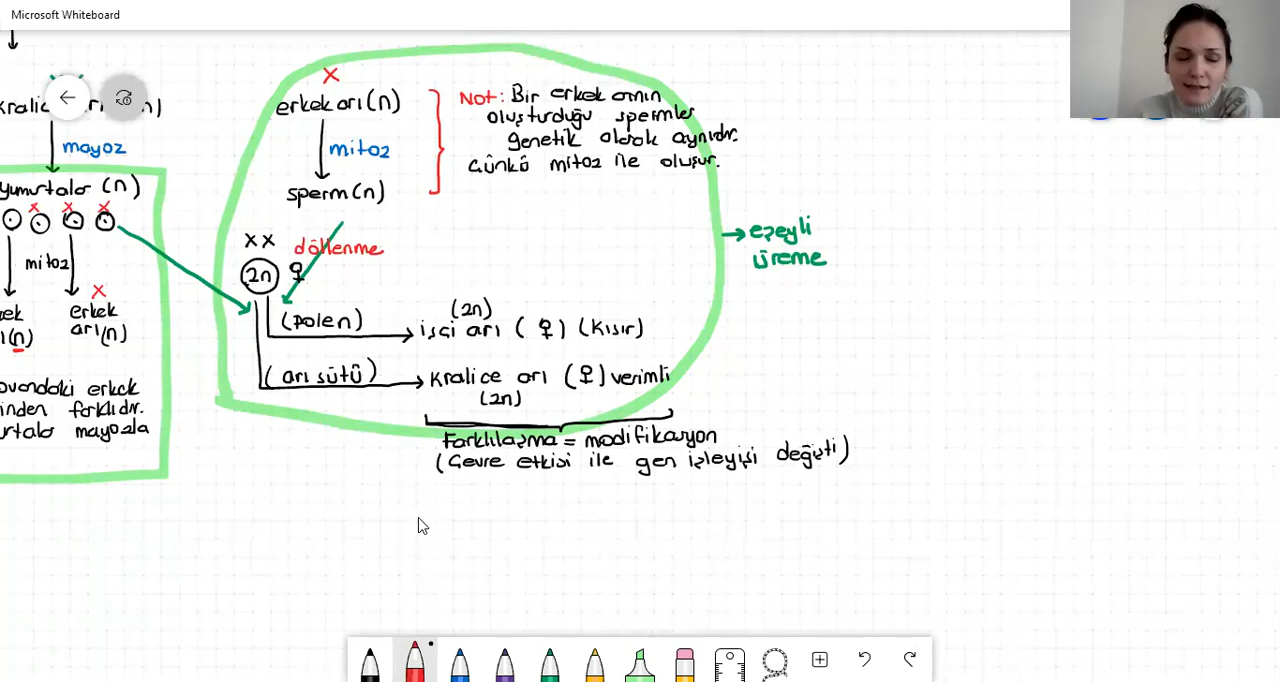 Microsoft Whiteboard
mayoz
yumurtalar (n)
x x x
mitoz
x
erkek
arı(n)
(n)
farklıdır.
mayozla
x
erkek arı(n)
mitoz
sperm(n)
Not: Bir erkek arının
oluşturduğu spermler
genetik olarak aynıdır.
Çünkü mitoz ile oluşur.
xx
döllenme
2n ♀
(polen)
(2n)
işçi arı ( ♀ ) (kısır)
(arı sütü)
kraliçe arı (♀) verimli
(2n)
Farklılaşma = modifikasyon
(Çevre etkisi ile gen işleyişi değişti)
→ eşeyli
üreme